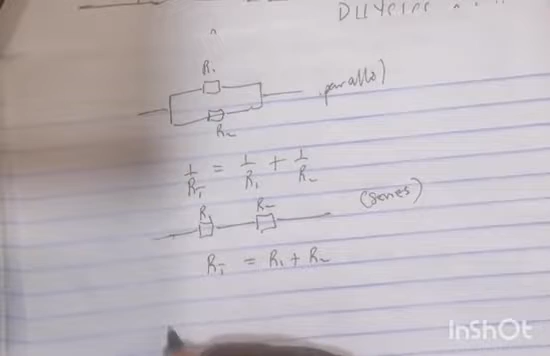 R₁
parallel)
R₂
1/R_T = 1/R₁ + 1/R₂
R₁ R₂ (series)
R_T = R₁ + R₂
InShOt